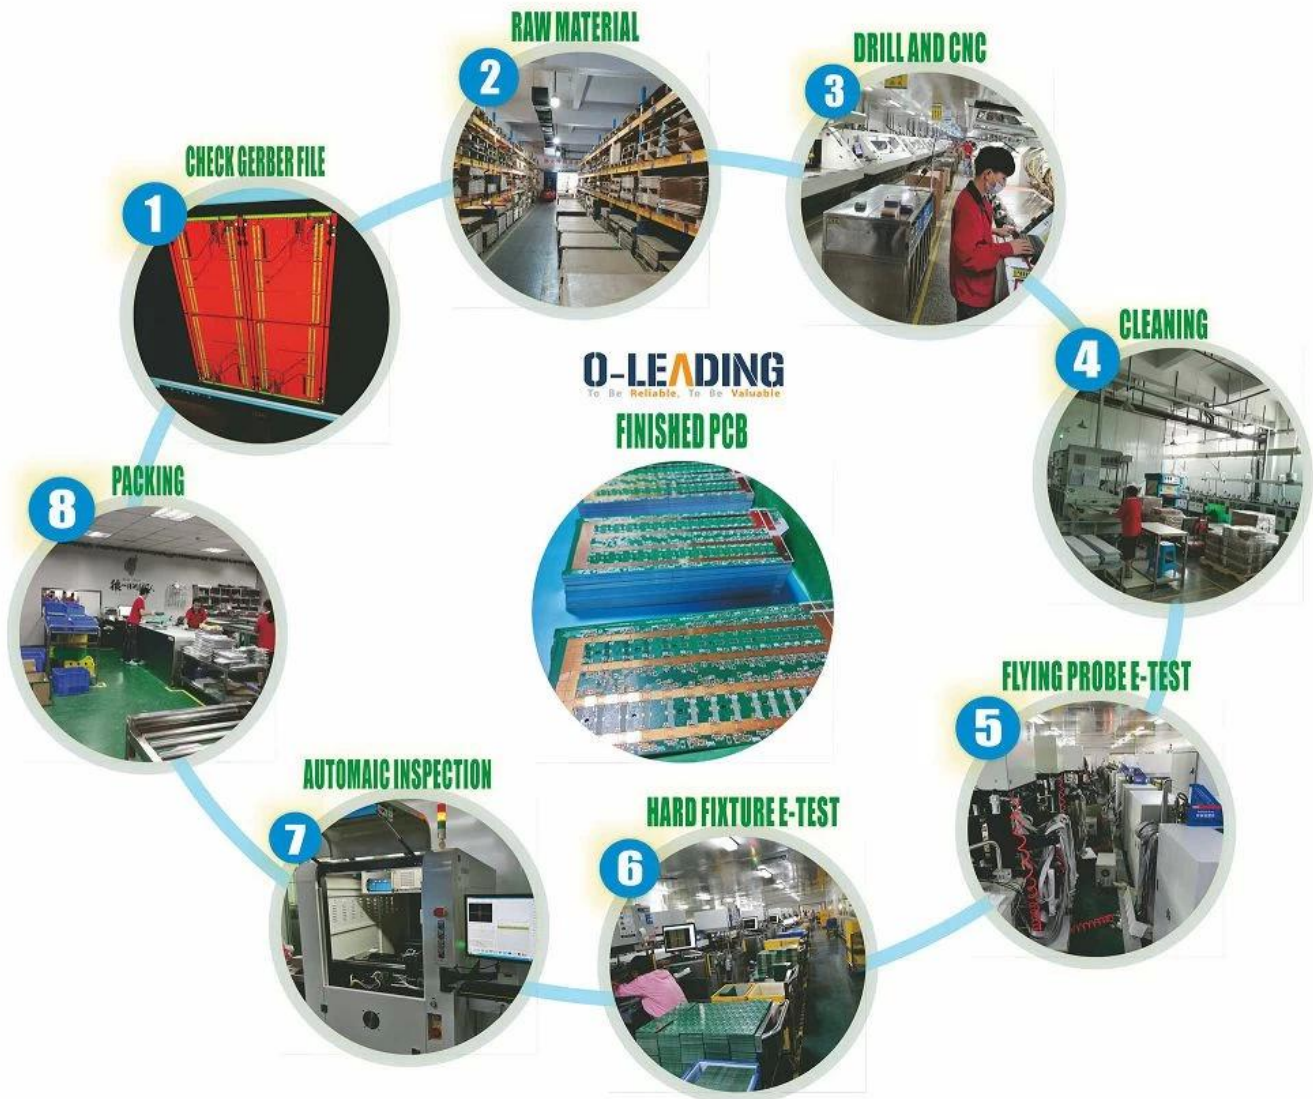 1
CHECK GERBER FILE
2
RAW MATERIAL
3
DRILL AND CNC
4
CLEANING
5
FLYING PROBE E-TEST
6
HARD FIXTURE E-TEST
7
AUTOMAIC INSPECTION
8
PACKING
O-LEADING
To Be Reliable, To Be Valuable
FINISHED PCB